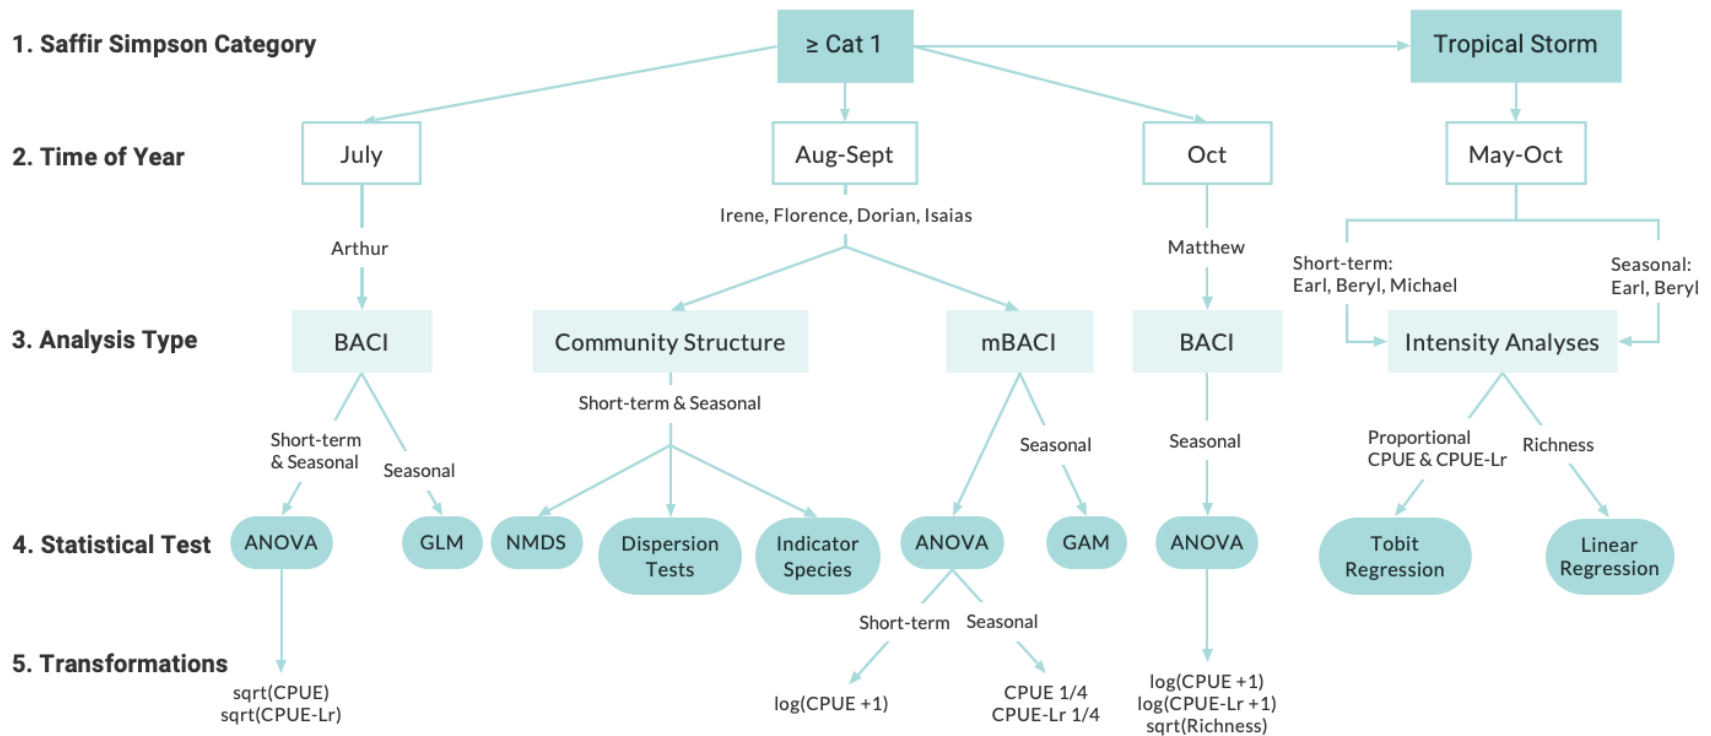 1. Saffir Simpson Category
≥ Cat 1
Tropical Storm
2. Time of Year
July
Aug-Sept
Oct
May-Oct
Irene, Florence, Dorian, Isaias
Arthur
Matthew
Short-term:
Earl, Beryl, Michael
Seasonal:
Earl, Beryl
3. Analysis Type
BACI
Community Structure
mBACI
BACI
Intensity Analyses
Short-term & Seasonal
Short-term
& Seasonal
Seasonal
Seasonal
Seasonal
Proportional
CPUE & CPUE-Lr
Richness
4. Statistical Test
ANOVA
GLM
NMDS
Dispersion
Tests
Indicator
Species
ANOVA
GAM
ANOVA
Tobit
Regression
Linear
Regression
Short-term
Seasonal
5. Transformations
sqrt(CPUE)
sqrt(CPUE-Lr)
log(CPUE +1)
CPUE 1/4
CPUE-Lr 1/4
log(CPUE +1)
log(CPUE-Lr +1)
sqrt(Richness)